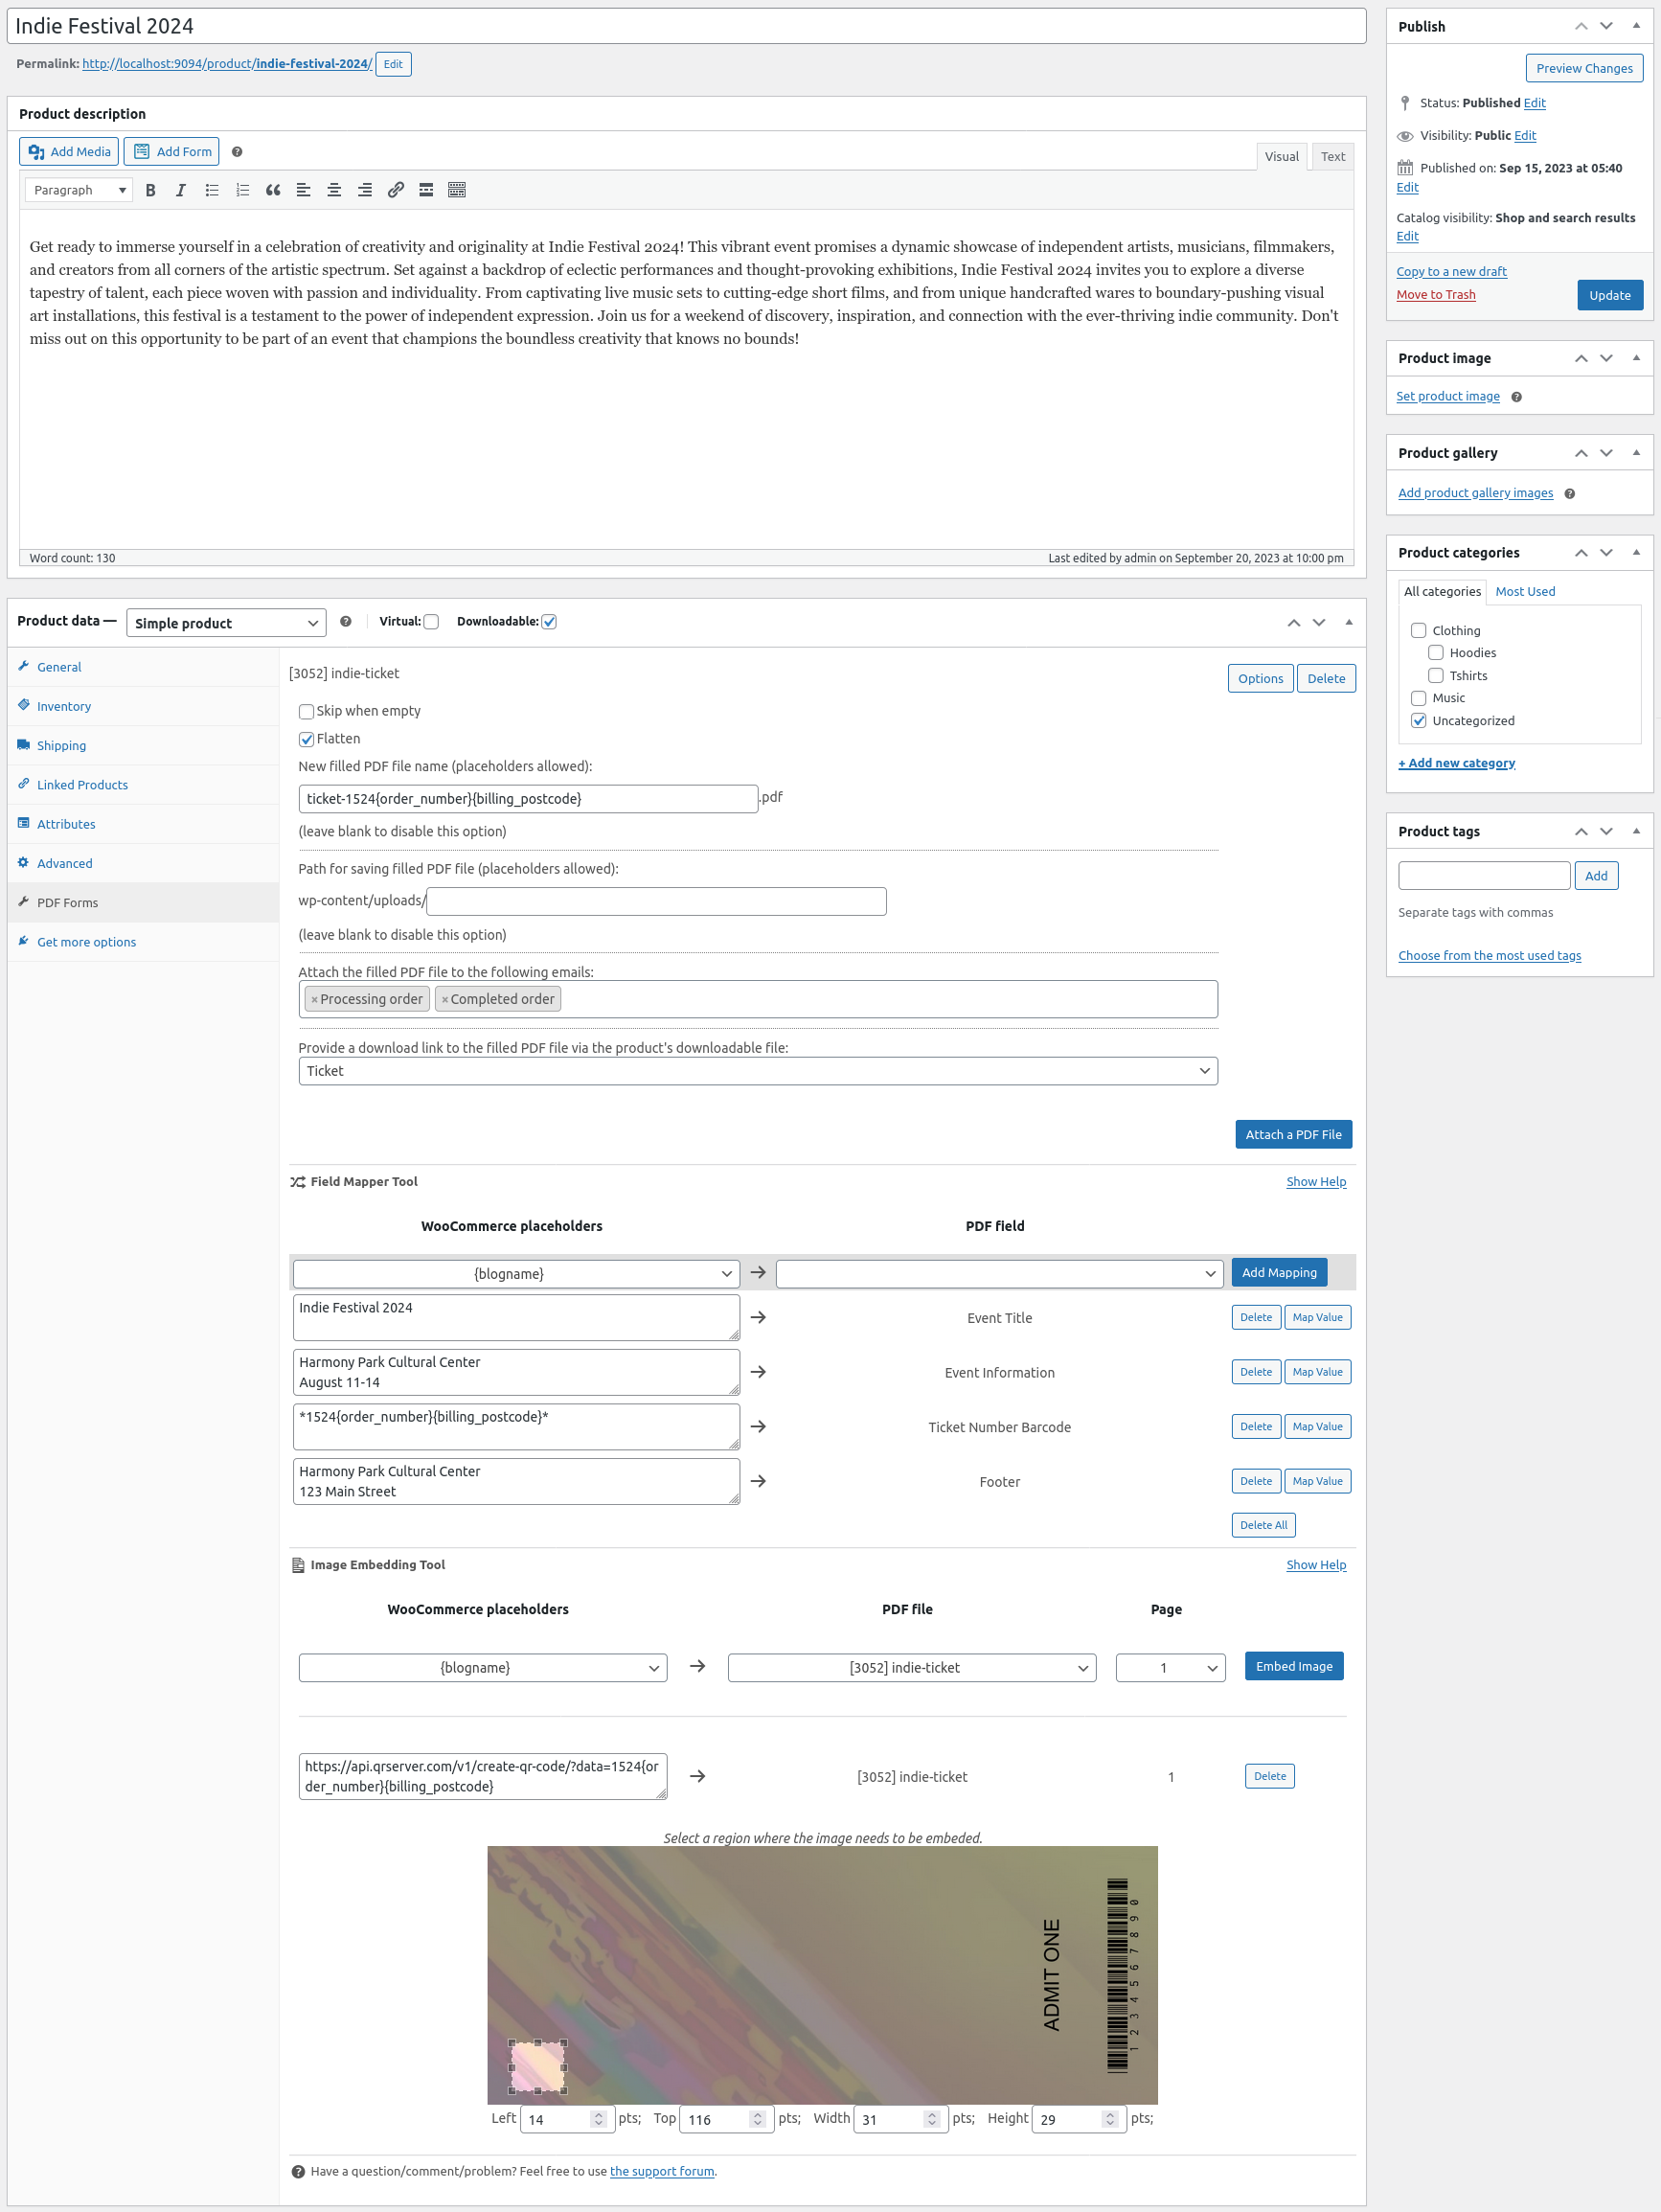 Indie Festival 2024
Permalink: http://localhost:9094/product/indie-festival-2024/ Edit
Product description
Add Media Add Form
Visual Text
Paragraph
Get ready to immerse yourself in a celebration of creativity and originality at Indie Festival 2024! This vibrant event promises a dynamic showcase of independent artists, musicians, filmmakers,
and creators from all corners of the artistic spectrum. Set against a backdrop of eclectic performances and thought-provoking exhibitions, Indie Festival 2024 invites you to explore a diverse
tapestry of talent, each piece woven with passion and individuality. From captivating live music sets to cutting-edge short films, and from unique handcrafted wares to boundary-pushing visual
art installations, this festival is a testament to the power of independent expression. Join us for a weekend of discovery, inspiration, and connection with the ever-thriving indie community. Don't
miss out on this opportunity to be part of an event that champions the boundless creativity that knows no bounds!
Word count: 130 Last edited by admin on September 20, 2023 at 10:00 pm
Product data — Simple product Virtual: Downloadable:
General
Inventory
Shipping
Linked Products
Attributes
Advanced
PDF Forms
Get more options
[3052] indie-ticket Options Delete
Skip when empty
Flatten
New filled PDF file name (placeholders allowed):
ticket-1524{order_number}{billing_postcode} .pdf
(leave blank to disable this option)
Path for saving filled PDF file (placeholders allowed):
wp-content/uploads/
(leave blank to disable this option)
Attach the filled PDF file to the following emails:
×Processing order ×Completed order
Provide a download link to the filled PDF file via the product's downloadable file:
Ticket
Attach a PDF File
Field Mapper Tool Show Help
WooCommerce placeholders PDF field
{blogname} Add Mapping
Indie Festival 2024
Event Title Delete Map Value
Harmony Park Cultural Center
August 11-14
Event Information Delete Map Value
*1524{order_number}{billing_postcode}*
Ticket Number Barcode Delete Map Value
Harmony Park Cultural Center
123 Main Street
Footer Delete Map Value
Delete All
Image Embedding Tool Show Help
WooCommerce placeholders PDF file Page
{blogname} [3052] indie-ticket 1 Embed Image
https://api.qrserver.com/v1/create-qr-code/?data=1524{or
der_number}{billing_postcode}
[3052] indie-ticket 1 Delete
Select a region where the image needs to be embeded.
ADMIT ONE
1 2 3 4 5 6 7 8 9 0
Left 14 pts; Top 116 pts; Width 31 pts; Height 29 pts;
Have a question/comment/problem? Feel free to use the support forum.
Publish
Preview Changes
Status: Published Edit
Visibility: Public Edit
Published on: Sep 15, 2023 at 05:40
Edit
Catalog visibility: Shop and search results
Edit
Copy to a new draft
Move to Trash Update
Product image
Set product image
Product gallery
Add product gallery images
Product categories
All categories Most Used
Clothing
Hoodies
Tshirts
Music
Uncategorized
+ Add new category
Product tags
Add
Separate tags with commas
Choose from the most used tags